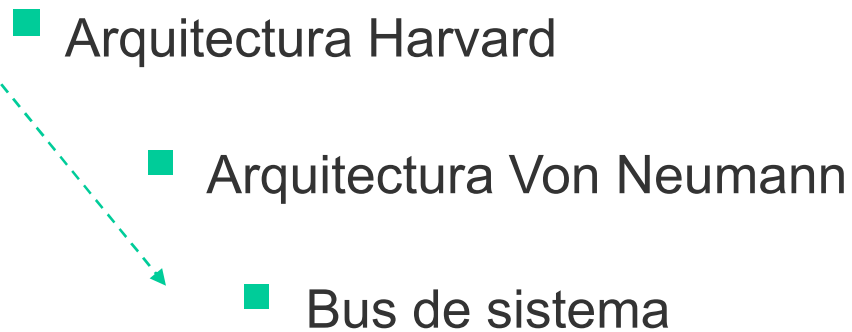 Arquitectura Harvard
Arquitectura Von Neumann
Bus de sistema